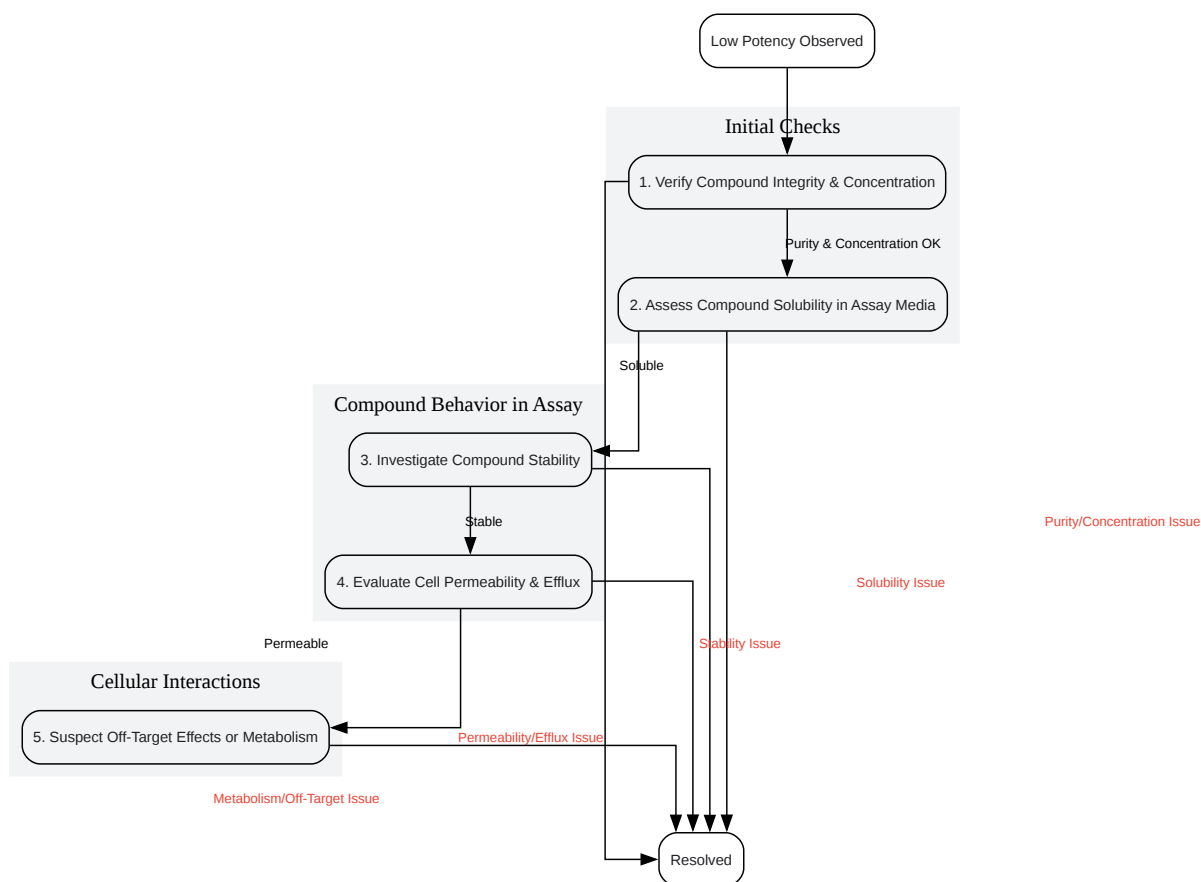 Low Potency Observed
Initial Checks
1. Verify Compound Integrity & Concentration
Purity & Concentration OK
2. Assess Compound Solubility in Assay Media
Soluble
Compound Behavior in Assay
3. Investigate Compound Stability
Stable
Purity/Concentration Issue
4. Evaluate Cell Permeability & Efflux
Solubility Issue
Permeable
Stability Issue
Cellular Interactions
5. Suspect Off-Target Effects or Metabolism
Permeability/Efflux Issue
Metabolism/Off-Target Issue
Resolved